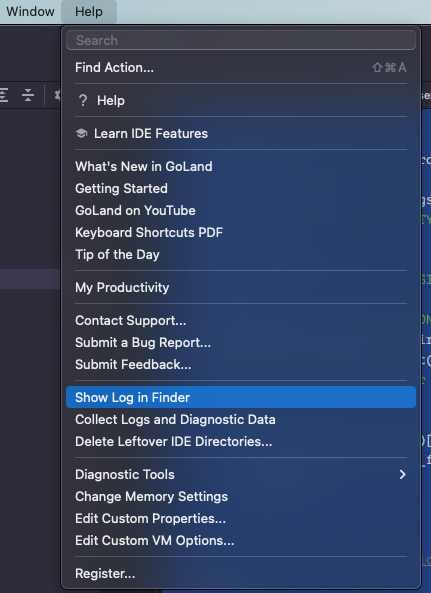 Window Help
Search
Find Action... ⇧⌘A
? Help
Learn IDE Features
What's New in GoLand
Getting Started
GoLand on YouTube
Keyboard Shortcuts PDF
Tip of the Day
My Productivity
Contact Support...
Submit a Bug Report...
Submit Feedback...
Show Log in Finder
Collect Logs and Diagnostic Data
Delete Leftover IDE Directories...
Diagnostic Tools
Change Memory Settings
Edit Custom Properties...
Edit Custom VM Options...
Register...